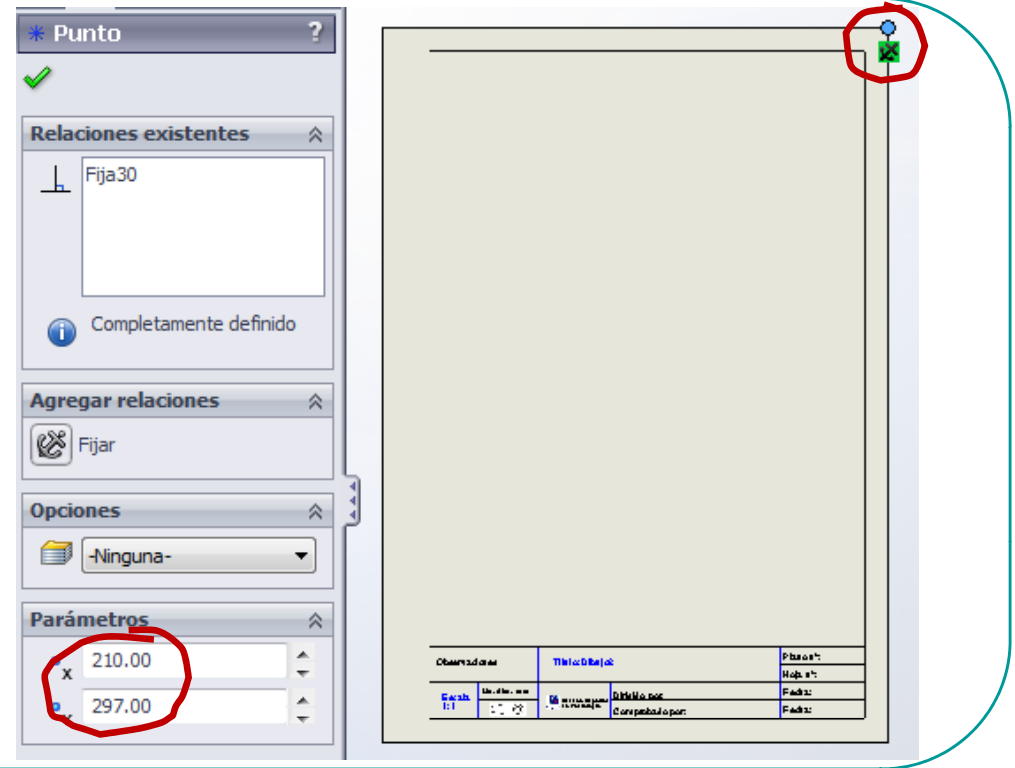 Punto ?
Relaciones existentes
Fija30
Completamente definido
Agregar relaciones
Fijar
Opciones
-Ninguna-
Parámetros
x 210.00
297.00
Observaciones
Título Dibujo:
Plano nº:
Hoja nº:
Escala
1:1
Dibujado por:
Fecha:
Comprobado por:
Fecha: